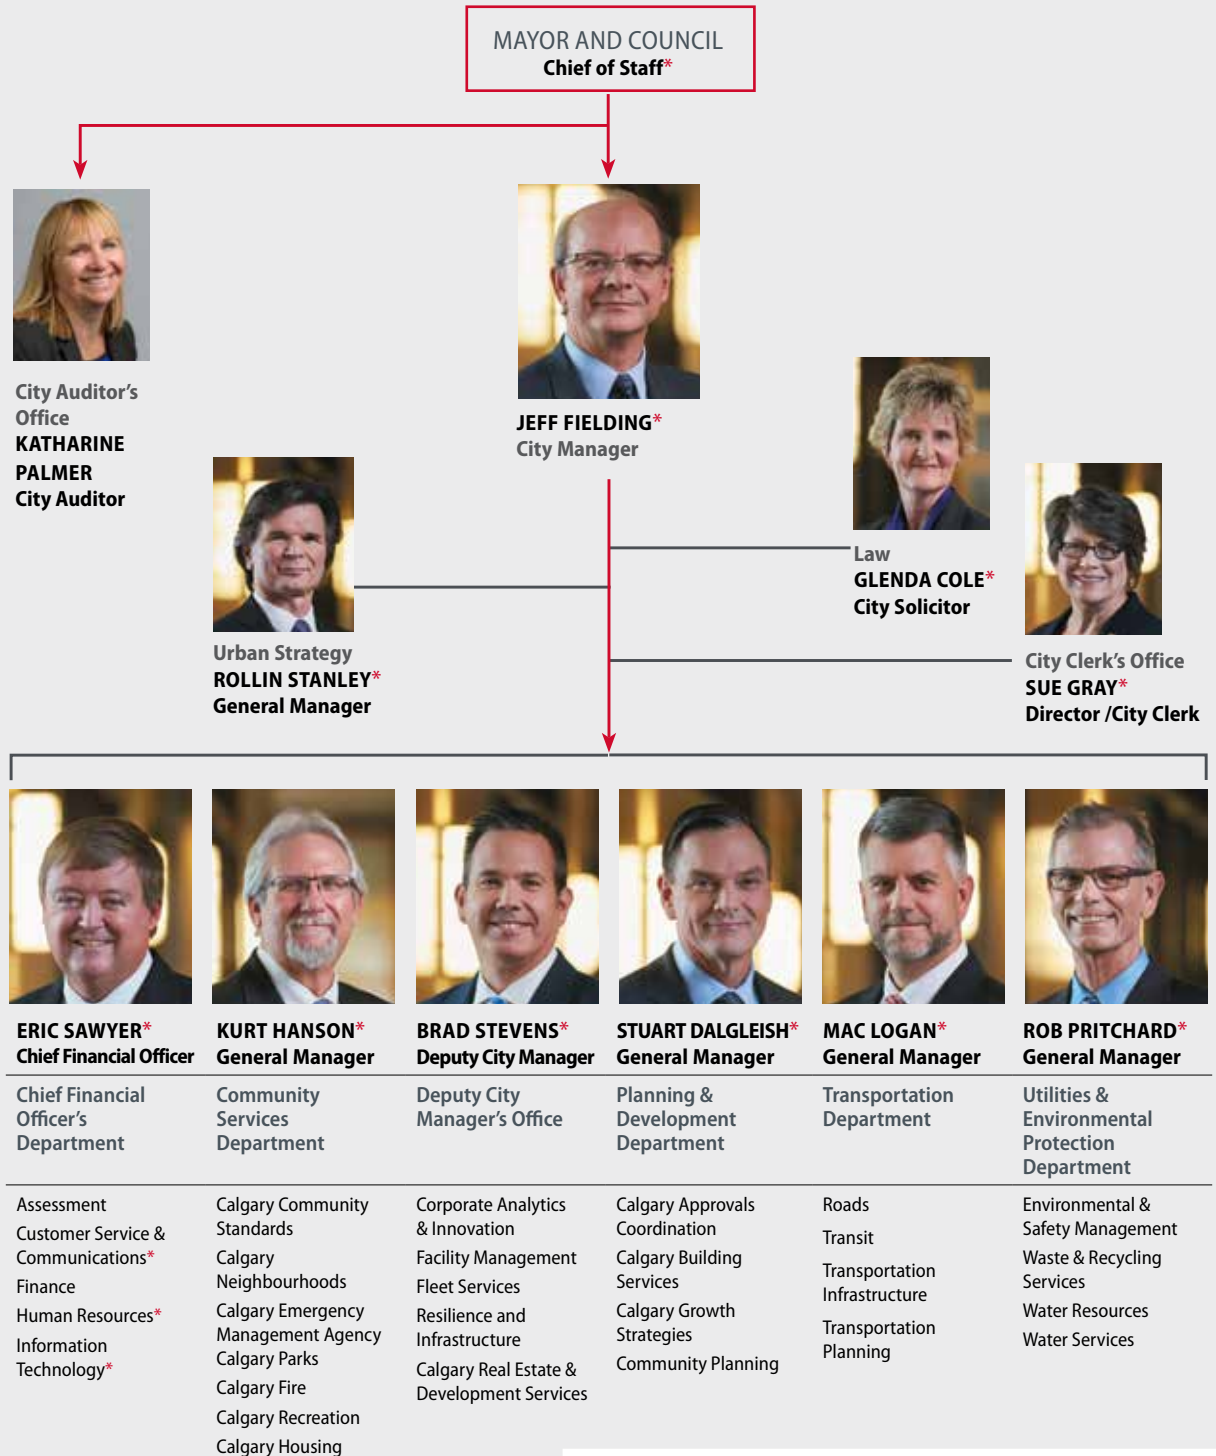 MAYOR AND COUNCIL
Chief of Staff*
City Auditor's
Office
KATHARINE
PALMER
City Auditor
JEFF FIELDING*
City Manager
Urban Strategy
ROLLIN STANLEY*
General Manager
Law
GLENDA COLE*
City Solicitor
City Clerk's Office
SUE GRAY*
Director /City Clerk
ERIC SAWYER*
Chief Financial Officer
Chief Financial
Officer's
Department
Assessment
Customer Service &
Communications*
Finance
Human Resources*
Information
Technology*
KURT HANSON*
General Manager
Community
Services
Department
Calgary Community
Standards
Calgary
Neighbourhoods
Calgary Emergency
Management Agency
Calgary Parks
Calgary Fire
Calgary Recreation
Calgary Housing
BRAD STEVENS*
Deputy City Manager
Deputy City
Manager's Office
Corporate Analytics
& Innovation
Facility Management
Fleet Services
Resilience and
Infrastructure
Calgary Real Estate &
Development Services
STUART DALGLEISH*
General Manager
Planning &
Development
Department
Calgary Approvals
Coordination
Calgary Building
Services
Calgary Growth
Strategies
Community Planning
MAC LOGAN*
General Manager
Transportation
Department
Roads
Transit
Transportation
Infrastructure
Transportation
Planning
ROB PRITCHARD*
General Manager
Utilities &
Environmental
Protection
Department
Environmental &
Safety Management
Waste & Recycling
Services
Water Resources
Water Services